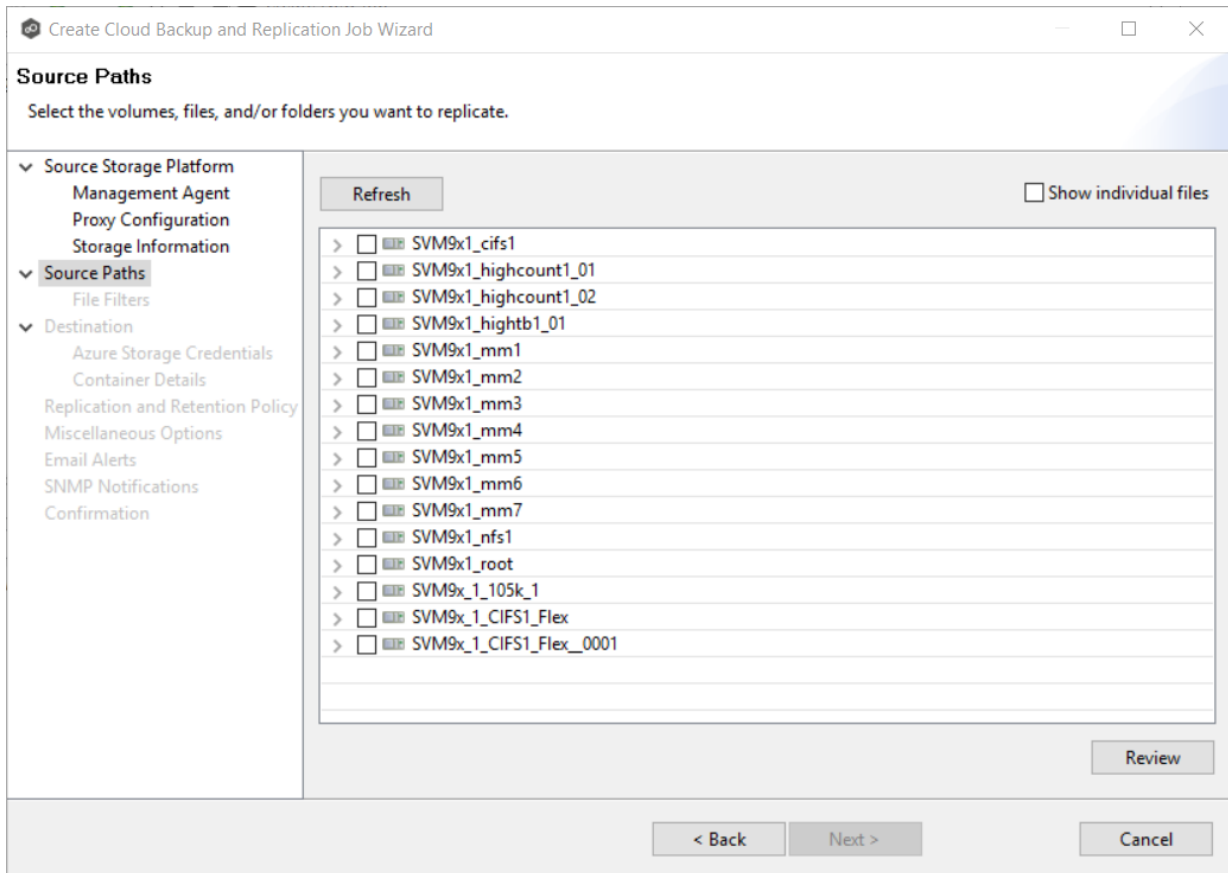 Create Cloud Backup and Replication Job Wizard
Source Paths
Select the volumes, files, and/or folders you want to replicate.
Source Storage Platform
Management Agent
Proxy Configuration
Storage Information
Source Paths
File Filters
Destination
Azure Storage Credentials
Container Details
Replication and Retention Policy
Miscellaneous Options
Email Alerts
SNMP Notifications
Confirmation
Refresh
Show individual files
SVM9x1_cifs1
SVM9x1_highcount1_01
SVM9x1_highcount1_02
SVM9x1_hightb1_01
SVM9x1_mm1
SVM9x1_mm2
SVM9x1_mm3
SVM9x1_mm4
SVM9x1_mm5
SVM9x1_mm6
SVM9x1_mm7
SVM9x1_nfs1
SVM9x1_root
SVM9x_1_105k_1
SVM9x_1_CIFS1_Flex
SVM9x_1_CIFS1_Flex__0001
Review
< Back
Next >
Cancel